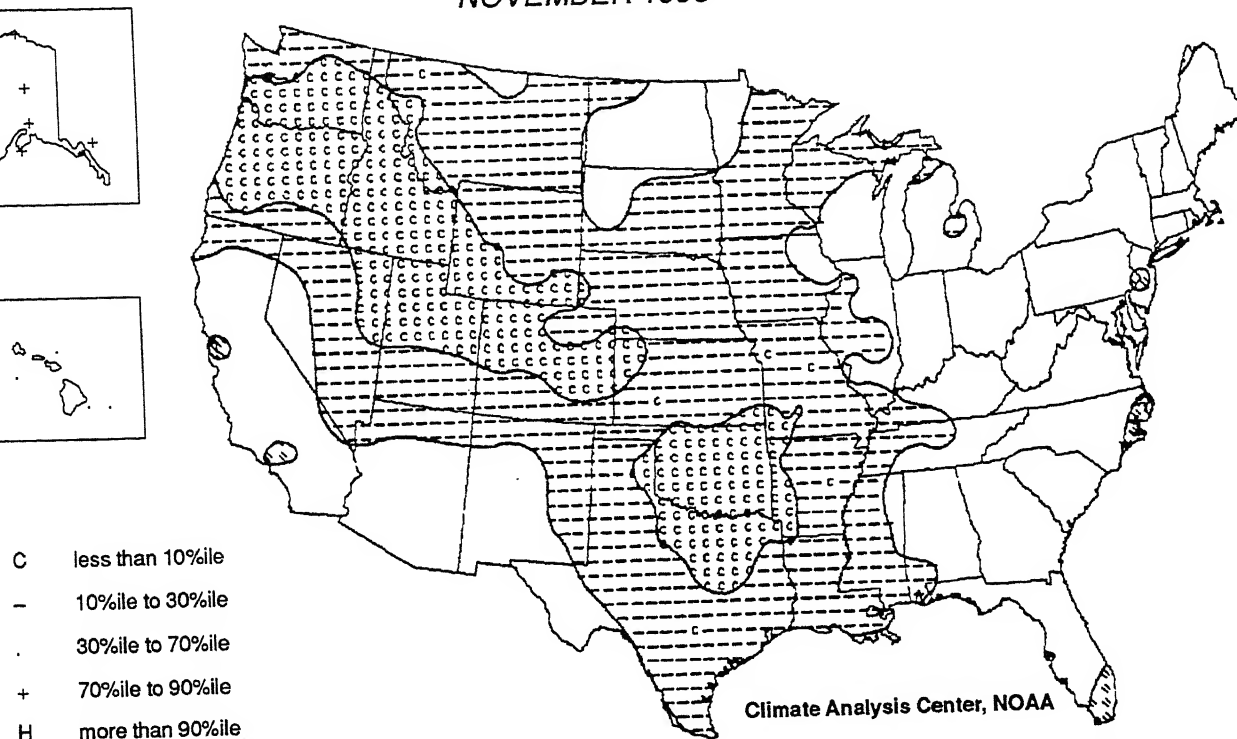 NOVEMBER
C less than 10%ile
– 10%ile to 30%ile
. 30%ile to 70%ile
+ 70%ile to 90%ile
H more than 90%ile
Climate Analysis Center, NOAA